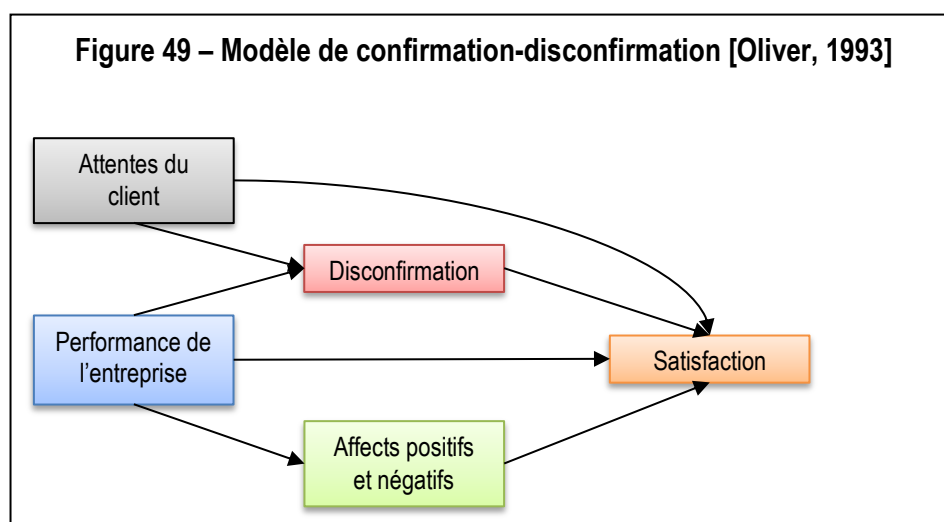 Figure 49 – Modèle de confirmation-disconfirmation [Oliver, 1993]
Attentes du
client
Disconfirmation
Performance de
l’entreprise
Satisfaction
Affects positifs
et négatifs